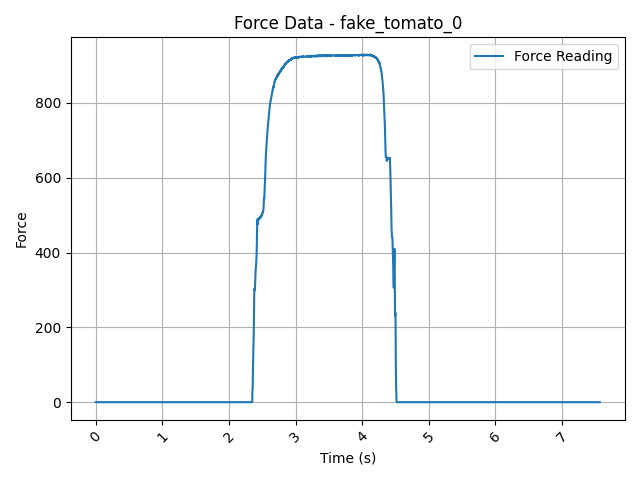 Force Data - fake_tomato_0
Force Reading
Force
800
600
400
200
0
0 1 2 3 4 5 6 7
Time (s)